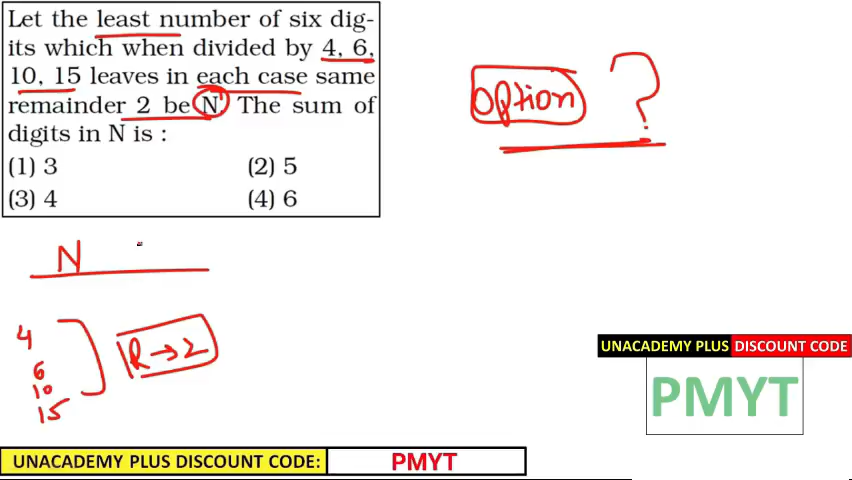 Let the least number of six dig-
its which when divided by 4, 6,
10, 15 leaves in each case same
remainder 2 be N. The sum of
digits in N is :
(1) 3 (2) 5
(3) 4 (4) 6
option ?
N
4
6
10
15
R → 2
UNACADEMY PLUS DISCOUNT CODE
PMYT
UNACADEMY PLUS DISCOUNT CODE: PMYT